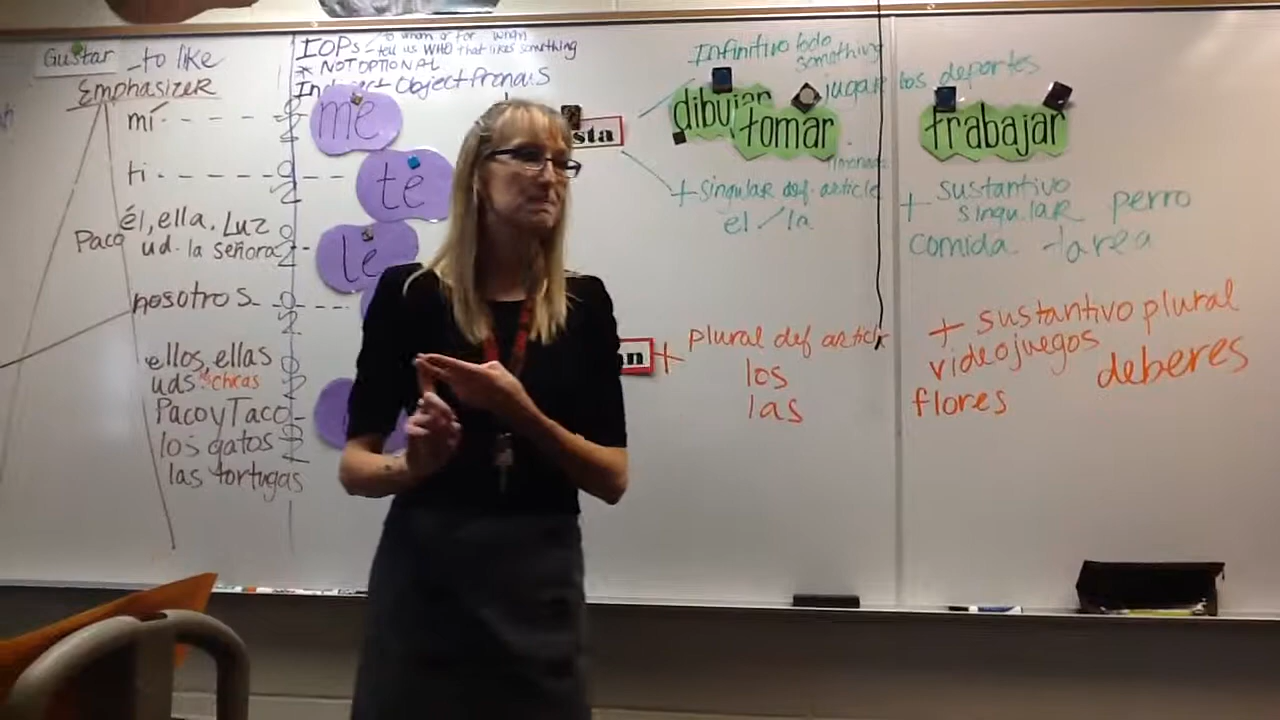 Gustar - to like
Emphasizer
mí
ti
él, ella, Luz
Paco ud. la señora
nosotros
ellos, ellas
uds. las chicas
Paco y Taco
los gatos
las tortugas
IOPs - to whom or for whom
- tell us WHO that likes something
* NOT OPTIONAL
me
te
le
sta
an
Infinitivo to do
something
jugar los deportes
dibujar
tomar
trabajar
+ singular def. article
el / la
+ sustantivo
singular perro
comida tarea
+ plural def article
los
las
+ sustantivo plural
videojuegos
deberes
flores